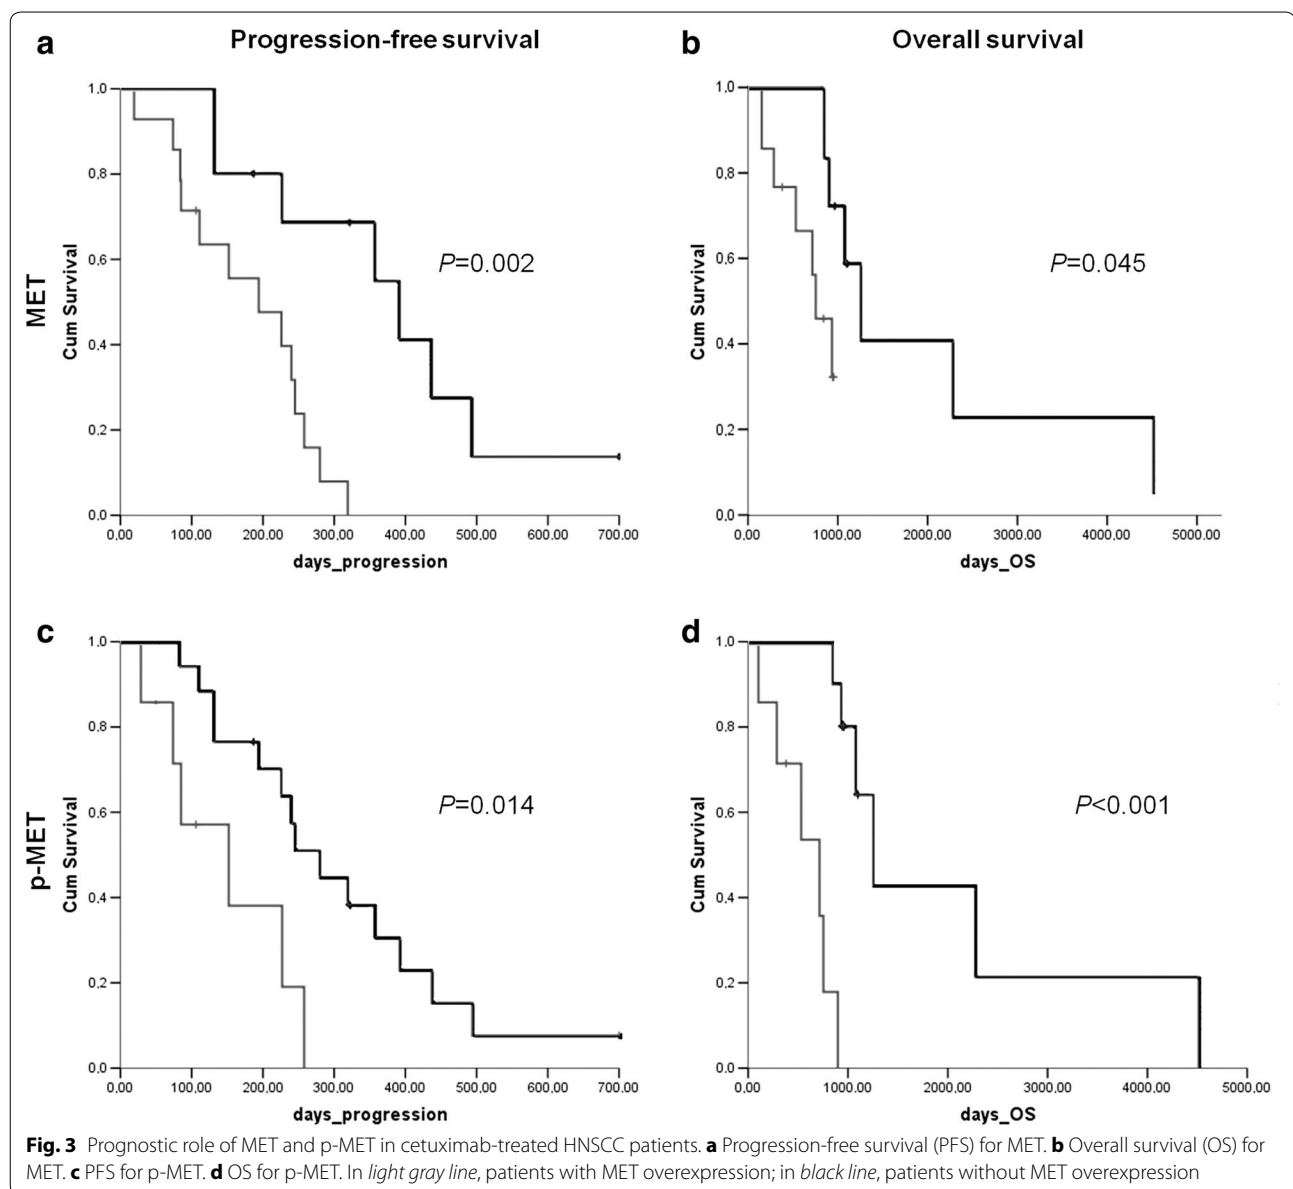 a Progression-free survival
b Overall survival
MET
Cum Survival
1.0
0.8
0.6
0.4
0.2
0.0
P=0.002
0,00 100,00 200,00 300,00 400,00 500,00 600,00 700,00
days_progression
Cum Survival
1.0
0.8
0.6
0.4
0.2
0.0
P=0.045
0,00 1000,00 2000,00 3000,00 4000,00 5000,00
days_OS
c
p-MET
Cum Survival
1.0
0.8
0.6
0.4
0.2
0.0
P=0.014
0,00 100,00 200,00 300,00 400,00 500,00 600,00 700,00
days_progression
d
Cum Survival
1.0
0.8
0.6
0.4
0.2
0.0
P<0.001
0,00 1000,00 2000,00 3000,00 4000,00 5000,00
days_OS
Fig. 3 Prognostic role of MET and p-MET in cetuximab-treated HNSCC patients. a Progression-free survival (PFS) for MET. b Overall survival (OS) for
MET. c PFS for p-MET. d OS for p-MET. In light gray line, patients with MET overexpression; in black line, patients without MET overexpression